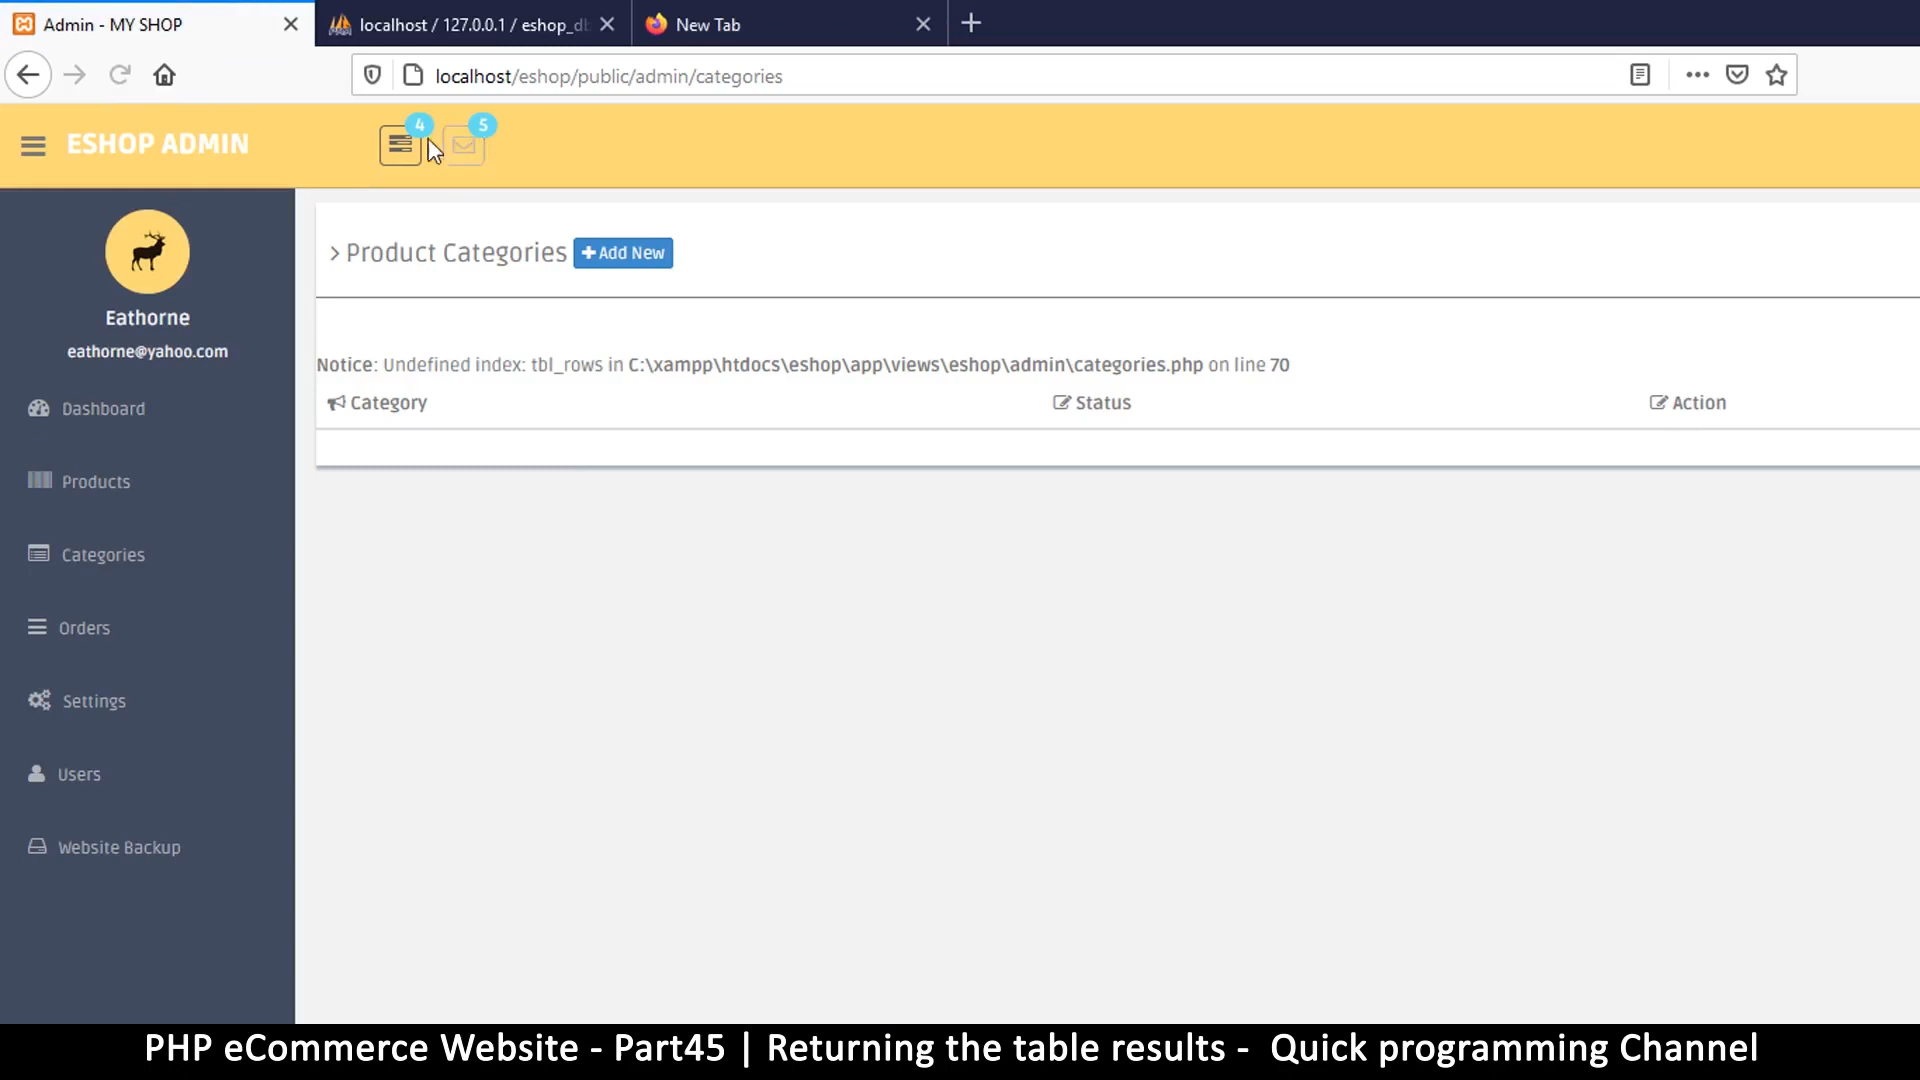 Admin - MY SHOP
localhost / 127.0.0.1 / eshop_db
New Tab
localhost/eshop/public/admin/categories
ESHOP ADMIN
4
5
Eathorne
eathorne@yahoo.com
Dashboard
Products
Categories
Orders
Settings
Users
Website Backup
> Product Categories + Add New
Notice: Undefined index: tbl_rows in C:\xampp\htdocs\eshop\app\views\eshop\admin\categories.php on line 70
Category Status Action
PHP eCommerce Website - Part45 | Returning the table results - Quick programming Channel